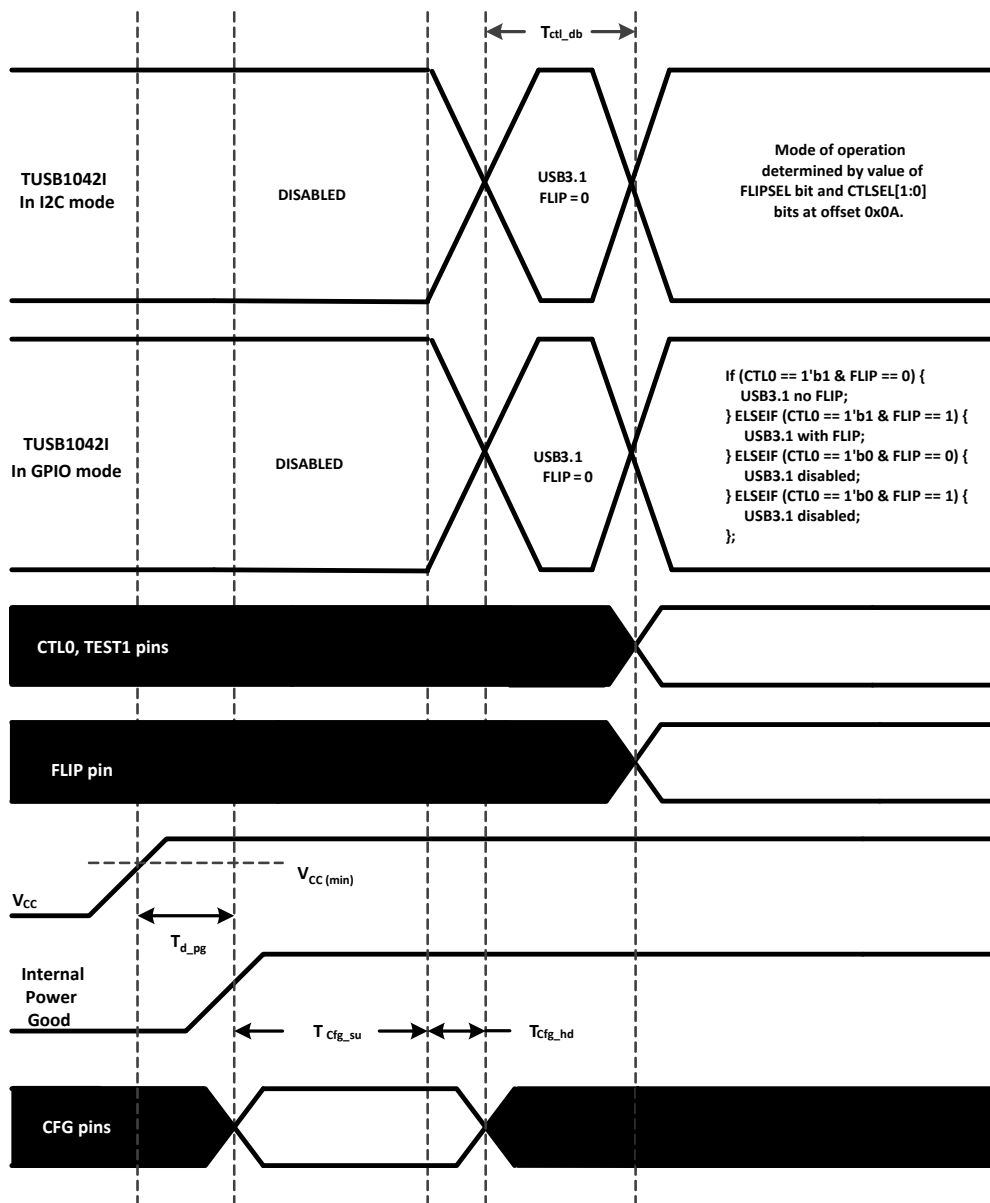 Tctl_db
TUSB1042I
In I2C mode
DISABLED
USB3.1
FLIP = 0
Mode of operation
determined by value of
FLIPSEL bit and CTLSEL[1:0]
bits at offset 0x0A.
TUSB1042I
In GPIO mode
DISABLED
USB3.1
FLIP = 0
If (CTL0 == 1'b1 & FLIP == 0) {
USB3.1 no FLIP;
} ELSEIF (CTL0 == 1'b1 & FLIP == 1) {
USB3.1 with FLIP;
} ELSEIF (CTL0 == 1'b0 & FLIP == 0) {
USB3.1 disabled;
} ELSEIF (CTL0 == 1'b0 & FLIP == 1) {
USB3.1 disabled;
};
CTL0, TEST1 pins
FLIP pin
VCC
VCC (min)
Td_pg
Internal
Power
Good
TCfg_su
TCfg_hd
CFG pins